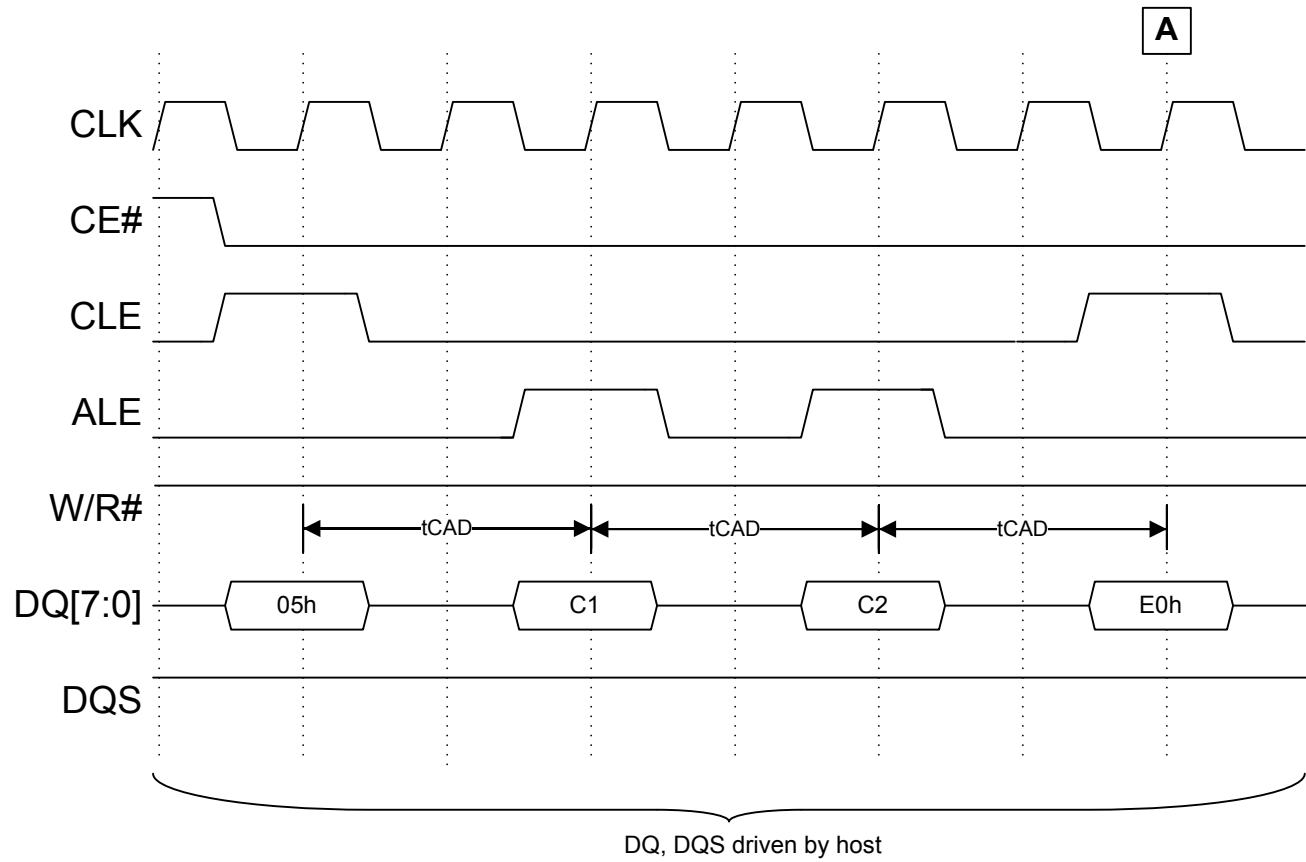 A
CLK
CE#
CLE
ALE
W/R#
tCAD tCAD tCAD
DQ[7:0] 05h C1 C2 E0h
DQS
DQ, DQS driven by host